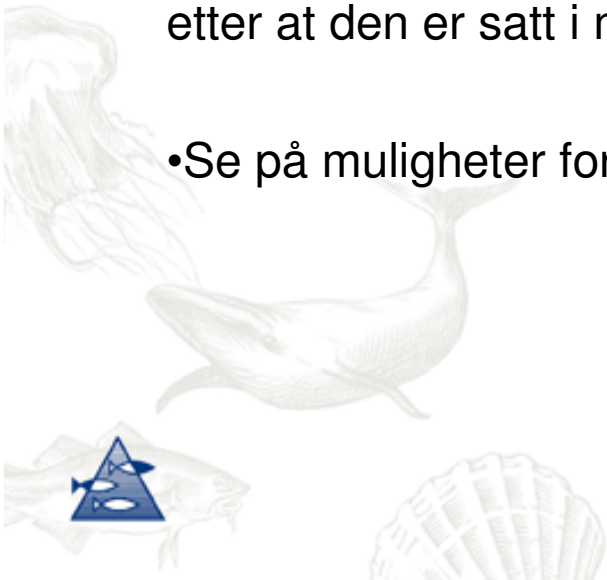 etter at den er satt i
•Se på muligheter for